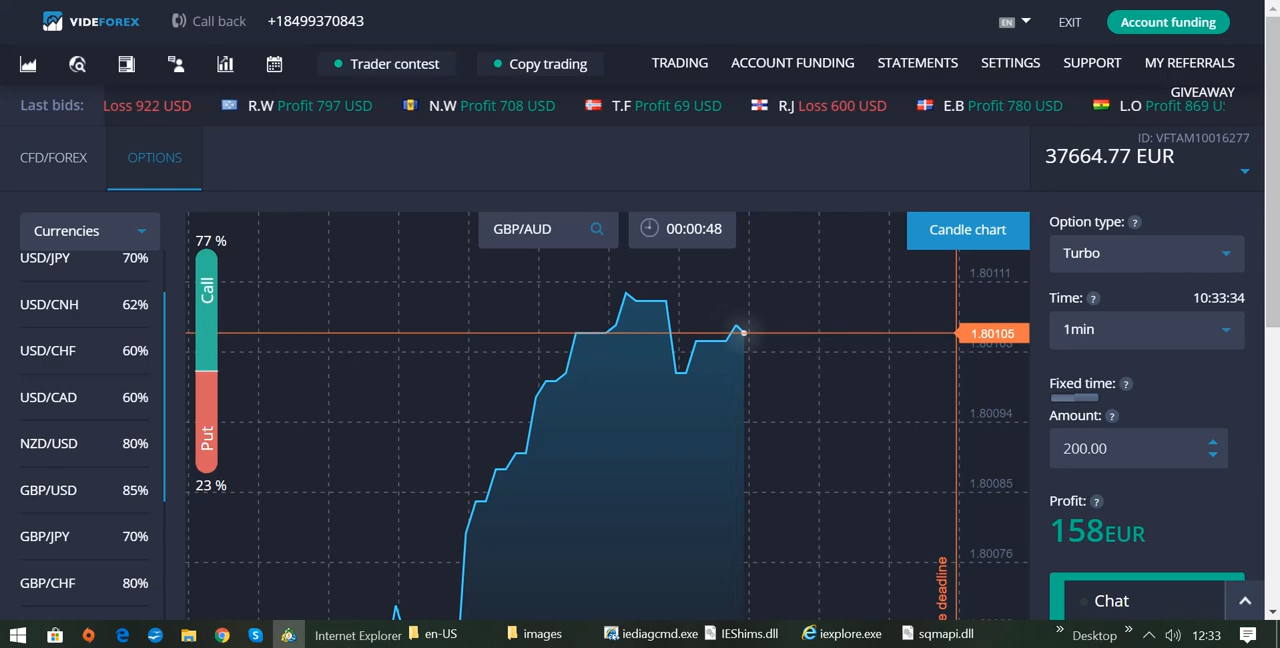 VIDEFOREX Call back +18499370843 EN EXIT Account funding
Trader contest Copy trading TRADING ACCOUNT FUNDING STATEMENTS SETTINGS SUPPORT MY REFERRALS
GIVEAWAY
Last bids: Loss 922 USD R.W Profit 797 USD N.W Profit 708 USD T.F Profit 69 USD R.J Loss 600 USD E.B Profit 780 USD L.O Profit 869 U
CFD/FOREX OPTIONS
ID: VFTAM10016277
37664.77 EUR
Currencies
USD/JPY 70%
USD/CNH 62%
USD/CHF 60%
USD/CAD 60%
NZD/USD 80%
GBP/USD 85%
GBP/JPY 70%
GBP/CHF 80%
77 %
Call
Put
23 %
GBP/AUD 00:00:48 Candle chart
1.80111
1.80105
1.80094
1.80085
1.80076
e deadline
Option type: ?
Turbo
Time: ? 10:33:34
1min
Fixed time: ?
Amount: ?
200.00
Profit: ?
158EUR
Chat
Internet Explorer en-US images iediagcmd.exe IEShims.dll iexplore.exe sqmapi.dll » Desktop » 12:33